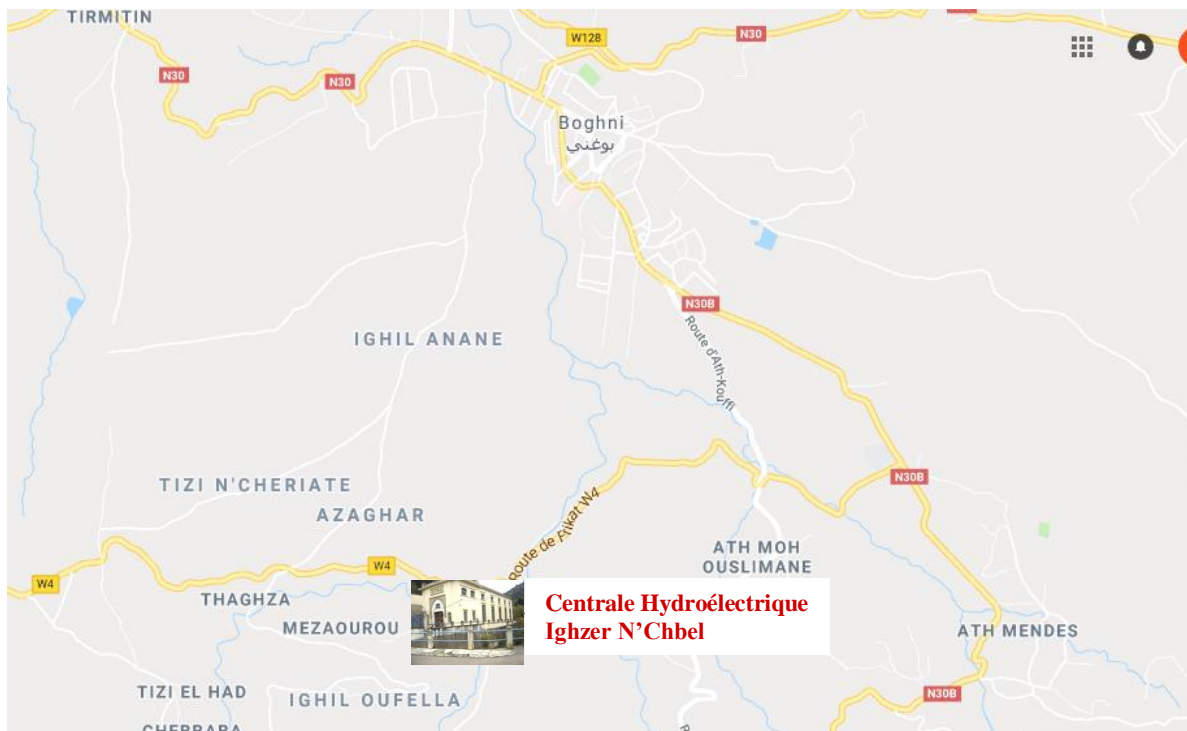 TIRMITIN
W128
N30
N30
N30
Boghni
بوغني
N30B
Route d'Ath-Kouffi
IGHIL ANANE
N30B
TIZI N'CHERIATE
AZAGHAR
Route de Frikat W4
ATH MOH
OUSLIMANE
W4
W4
THAGHZA
Centrale Hydroélectrique
Ighzer N’Chbel
MEZAOUROU
ATH MENDES
TIZI EL HAD
IGHIL OUFELLA
N30B